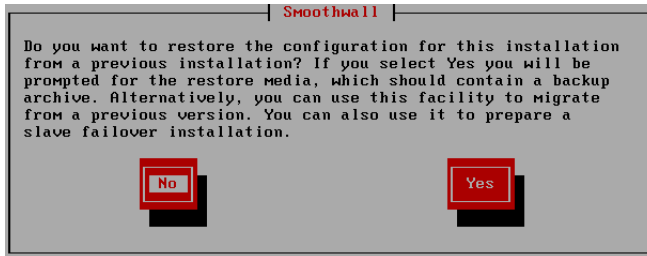 Smoothwall
Do you want to restore the configuration for this installation
from a previous installation? If you select Yes you will be
prompted for the restore media, which should contain a backup
archive. Alternatively, you can use this facility to migrate
from a previous version. You can also use it to prepare a
slave failover installation.
No Yes